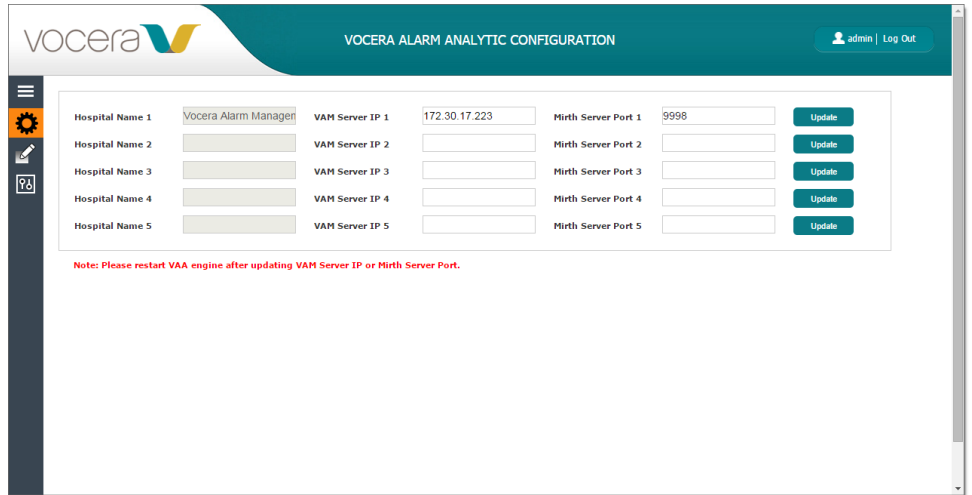 vocera
VOCERA ALARM ANALYTIC CONFIGURATION
admin | Log Out
Hospital Name 1 Vocera Alarm Managen VAM Server IP 1 172.30.17.223 Mirth Server Port 1 9998 Update
Hospital Name 2 VAM Server IP 2 Mirth Server Port 2 Update
Hospital Name 3 VAM Server IP 3 Mirth Server Port 3 Update
Hospital Name 4 VAM Server IP 4 Mirth Server Port 4 Update
Hospital Name 5 VAM Server IP 5 Mirth Server Port 5 Update
Note: Please restart VAA engine after updating VAM Server IP or Mirth Server Port.